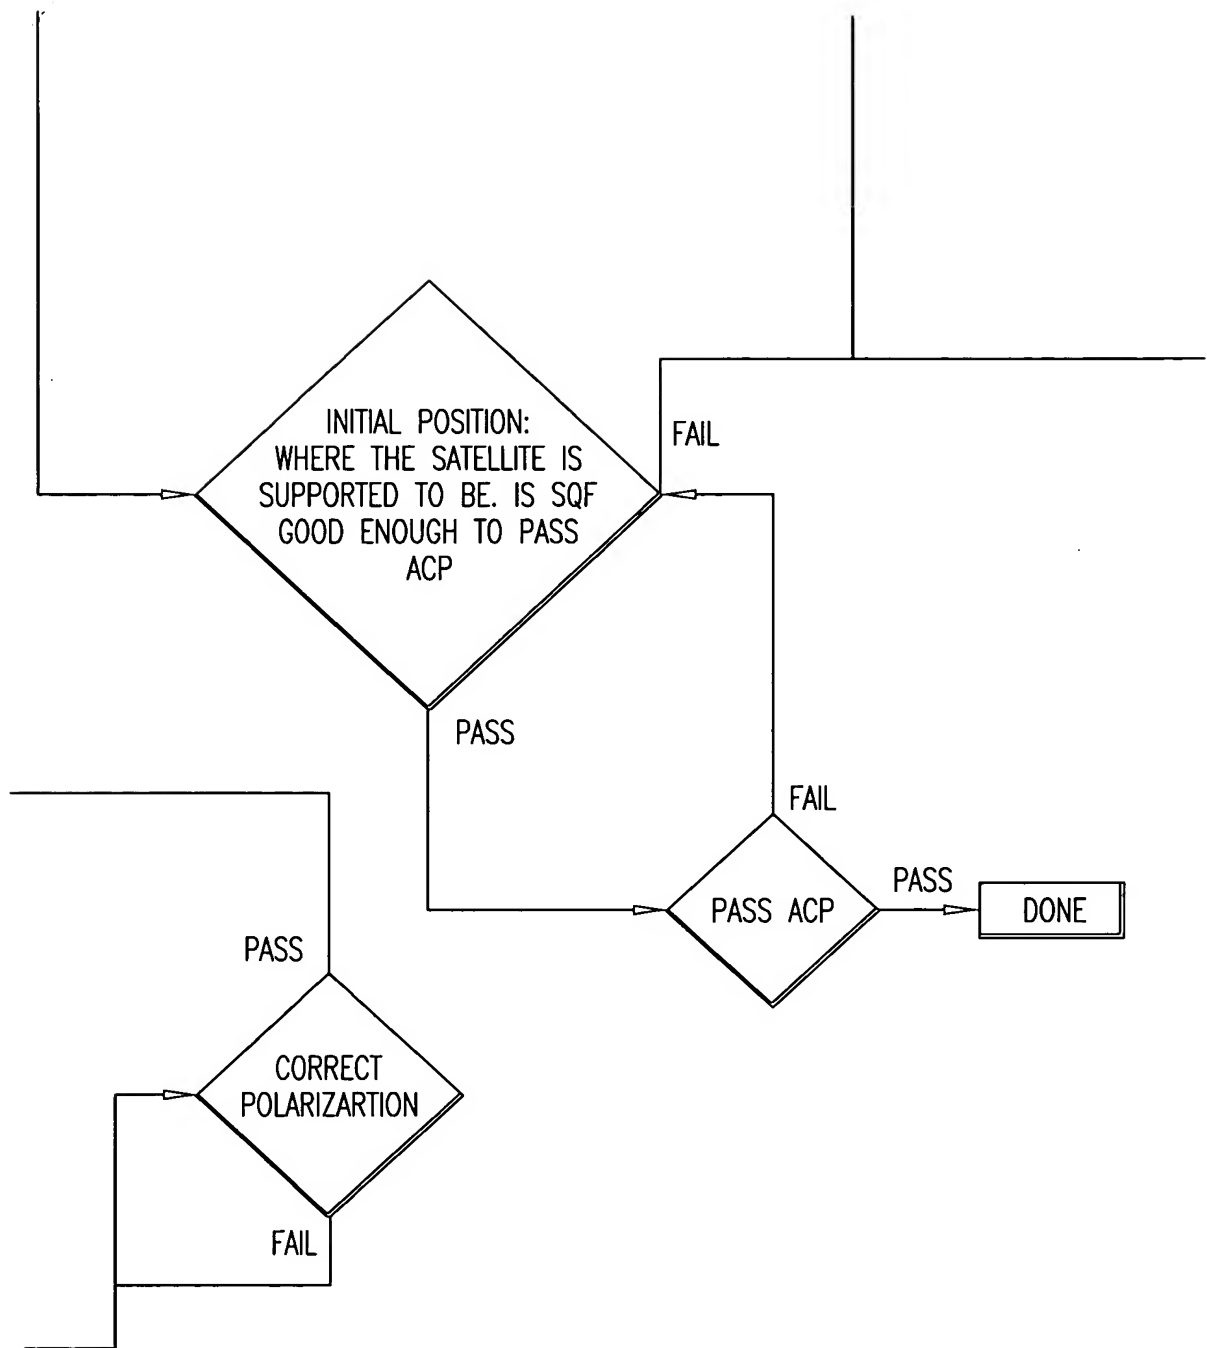 INITIAL POSITION:
WHERE THE SATELLITE IS
SUPPORTED TO BE. IS SQF
GOOD ENOUGH TO PASS
ACP
FAIL
PASS
FAIL
PASS ACP
PASS
DONE
PASS
CORRECT
POLARIZARTION
FAIL